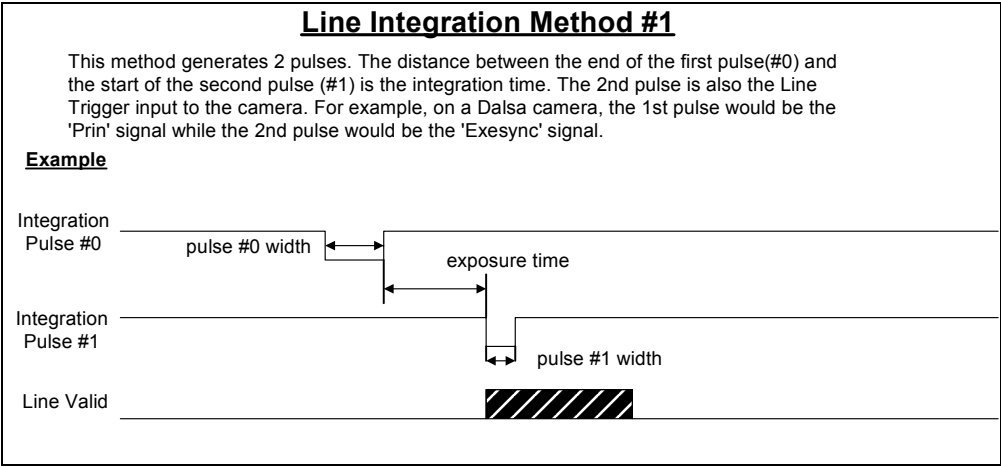 Line Integration Method #1
This method generates 2 pulses. The distance between the end of the first pulse(#0) and
the start of the second pulse (#1) is the integration time. The 2nd pulse is also the Line
Trigger input to the camera. For example, on a Dalsa camera, the 1st pulse would be the
'Prin' signal while the 2nd pulse would be the 'Exesync' signal.
Example
Integration
Pulse #0
pulse #0 width
exposure time
Integration
Pulse #1
pulse #1 width
Line Valid